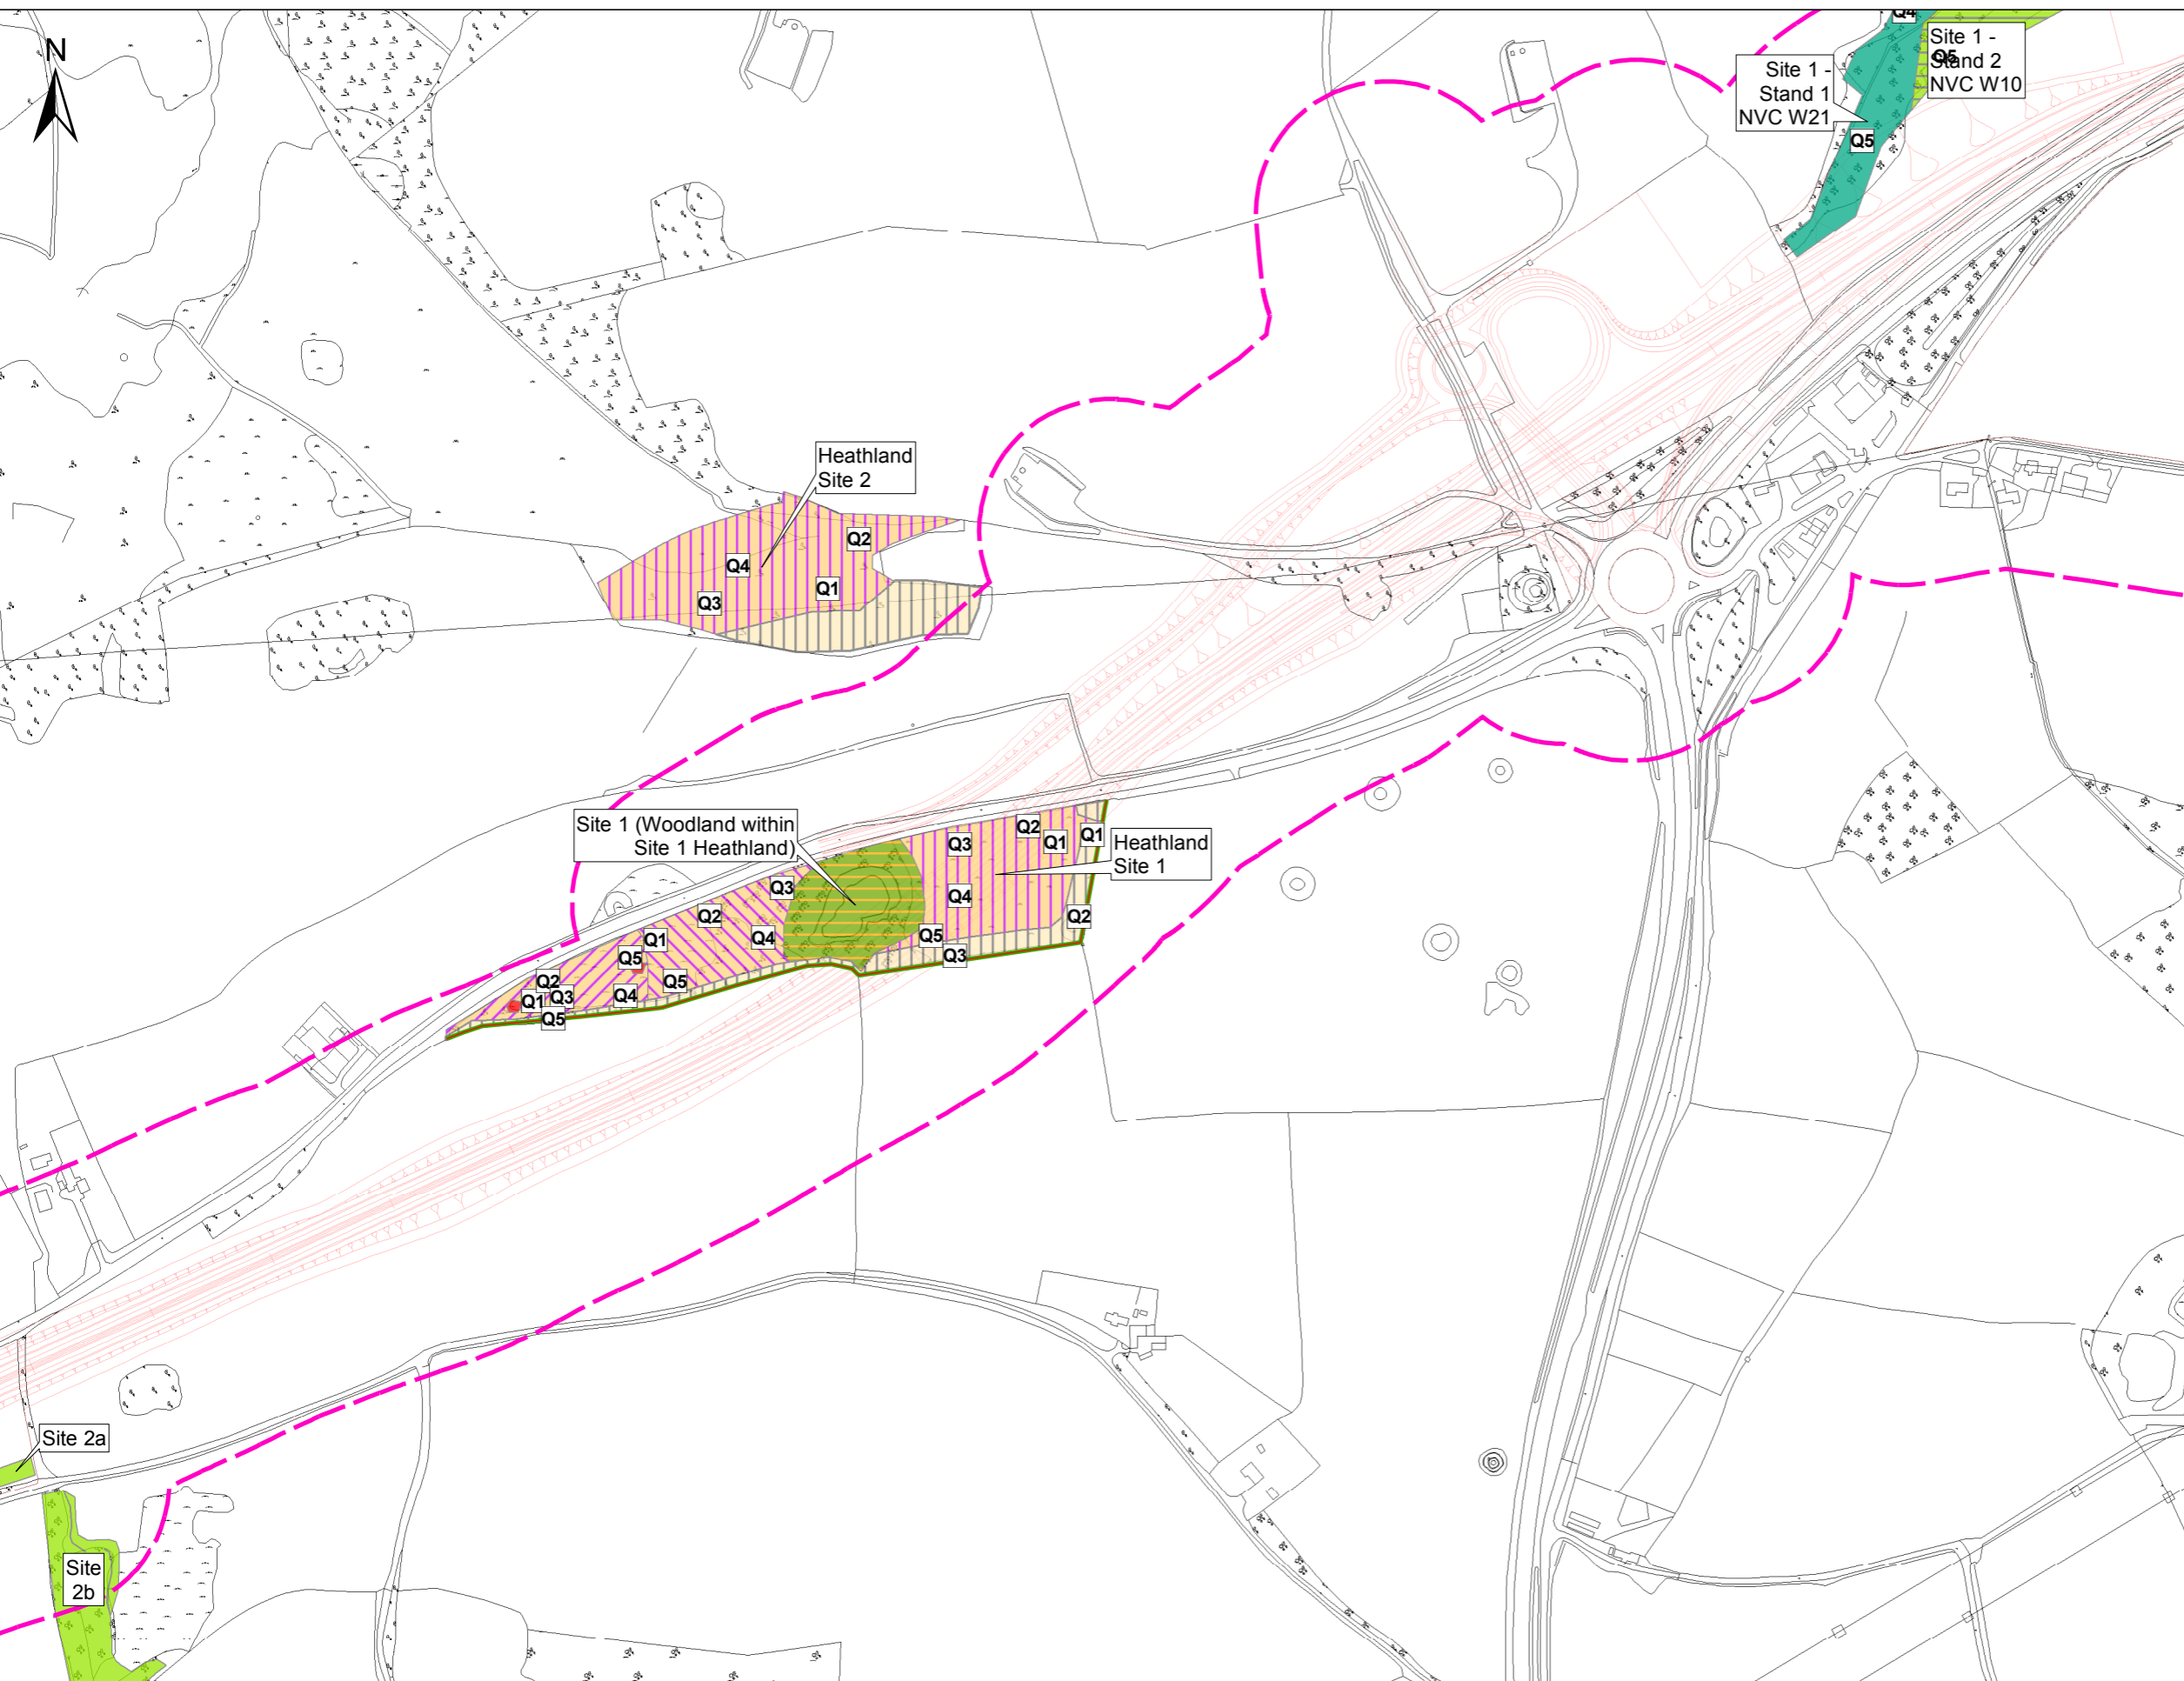 N
Q4
Site 1 -
Q5
Stand 2
NVC W10
Site 1 -
Stand 1
NVC W21
Q5
Heathland
Site 2
Q2
Q4
Q1
Q3
Site 1 (Woodland within
Site 1 Heathland)
Q2
Q1
Q1
Q3
Heathland
Site 1
Q3
Q4
Q2
Q2
Q1
Q4
Q5
Q3
Q5
Q2
Q5
Q1
Q3
Q4
Q5
Site 2a
Site
2b